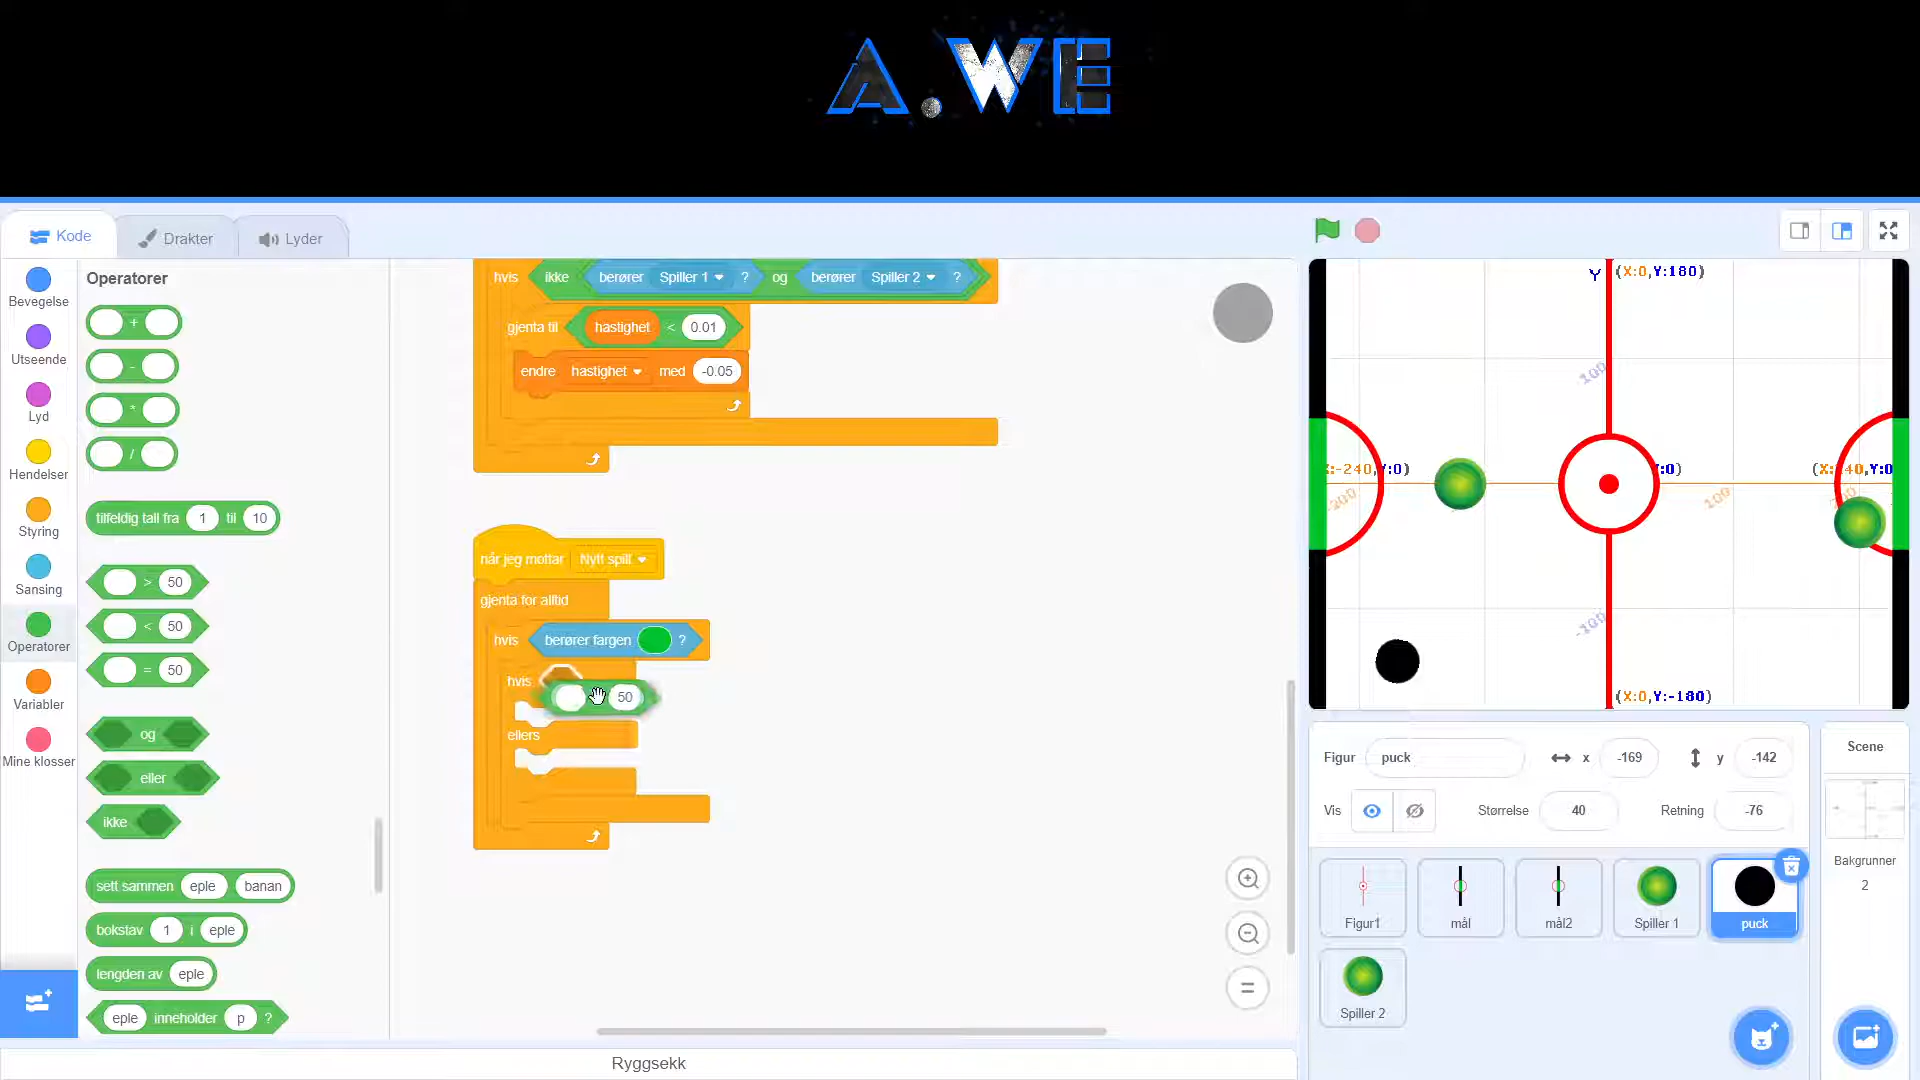 A.WE
Kode
Drakter
Lyder
Bevegelse
Utseende
Lyd
Hendelser
Styring
Sansing
Operatorer
Variabler
Mine klosser
Operatorer
+
-
*
/
tilfeldig tall fra 1 til 10
> 50
< 50
= 50
og
eller
ikke
sett sammen eple banan
bokstav 1 i eple
lengden av eple
eple inneholder p ?
hvis ikke berører Spiller 1 ? og berører Spiller 2 ?
gjenta til hastighet < 0.01
endre hastighet med -0.05
når jeg mottar Nytt spill
gjenta for alltid
hvis berører fargen ?
hvis 50
ellers
Ryggsekk
Y (X:0,Y:180)
100
:-240,Y:0)
:0)
(X:240,Y:0
-200
100
-100
(X:0,Y:-180)
Figur puck x -169 y -142
Vis Størrelse 40 Retning -76
Figur1
mål
mål2
Spiller 1
puck
Spiller 2
Scene
Bakgrunner
2